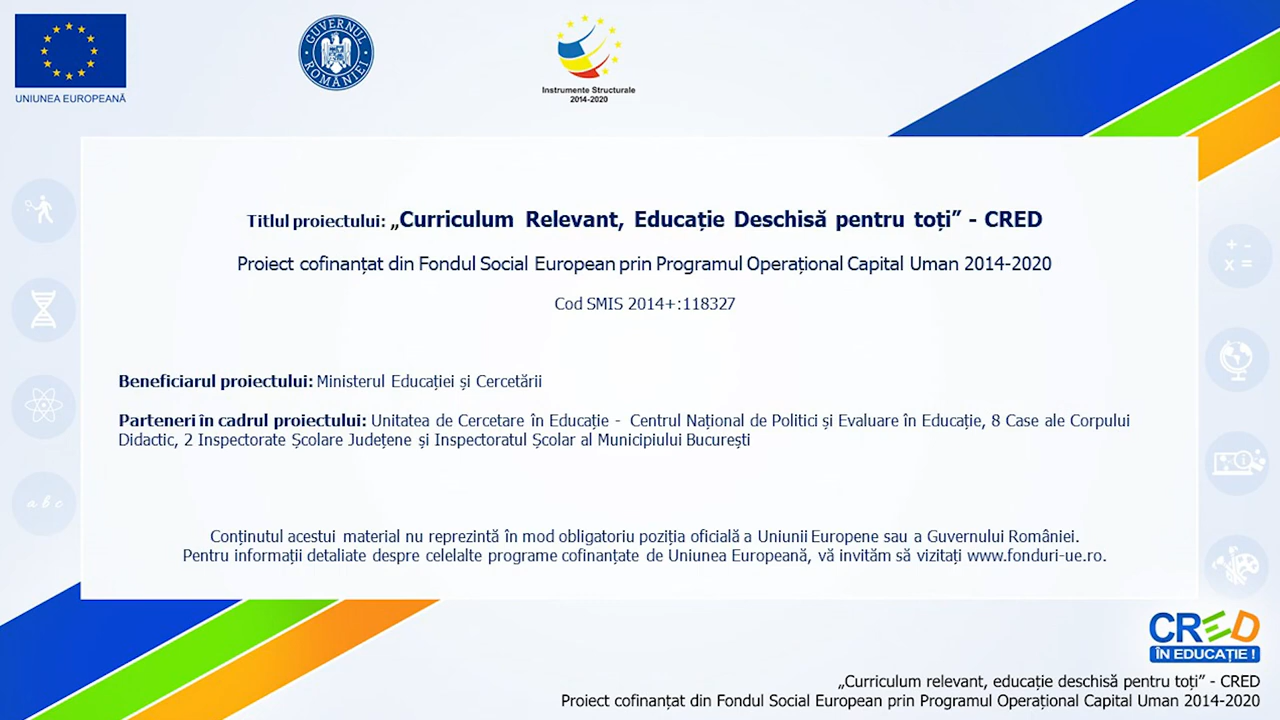 UNIUNEA EUROPEANĂ
GUVERNUL ROMÂNIEI
Instrumente Structurale
2014-2020
Titlul proiectului: „Curriculum Relevant, Educație Deschisă pentru toți” - CRED
Proiect cofinanțat din Fondul Social European prin Programul Operațional Capital Uman 2014-2020
Cod SMIS 2014+:118327
Beneficiarul proiectului: Ministerul Educației și Cercetării
Parteneri în cadrul proiectului: Unitatea de Cercetare în Educație - Centrul Național de Politici și Evaluare în Educație, 8 Case ale Corpului
Didactic, 2 Inspectorate Școlare Județene și Inspectoratul Școlar al Municipiului București
a b c
+ -
x =
Conținutul acestui material nu reprezintă în mod obligatoriu poziția oficială a Uniunii Europene sau a Guvernului României.
Pentru informații detaliate despre celelalte programe cofinanțate de Uniunea Europeană, vă invităm să vizitați www.fonduri-ue.ro.
CRED
ÎN EDUCAȚIE !
„Curriculum relevant, educație deschisă pentru toți” - CRED
Proiect cofinanțat din Fondul Social European prin Programul Operațional Capital Uman 2014-2020